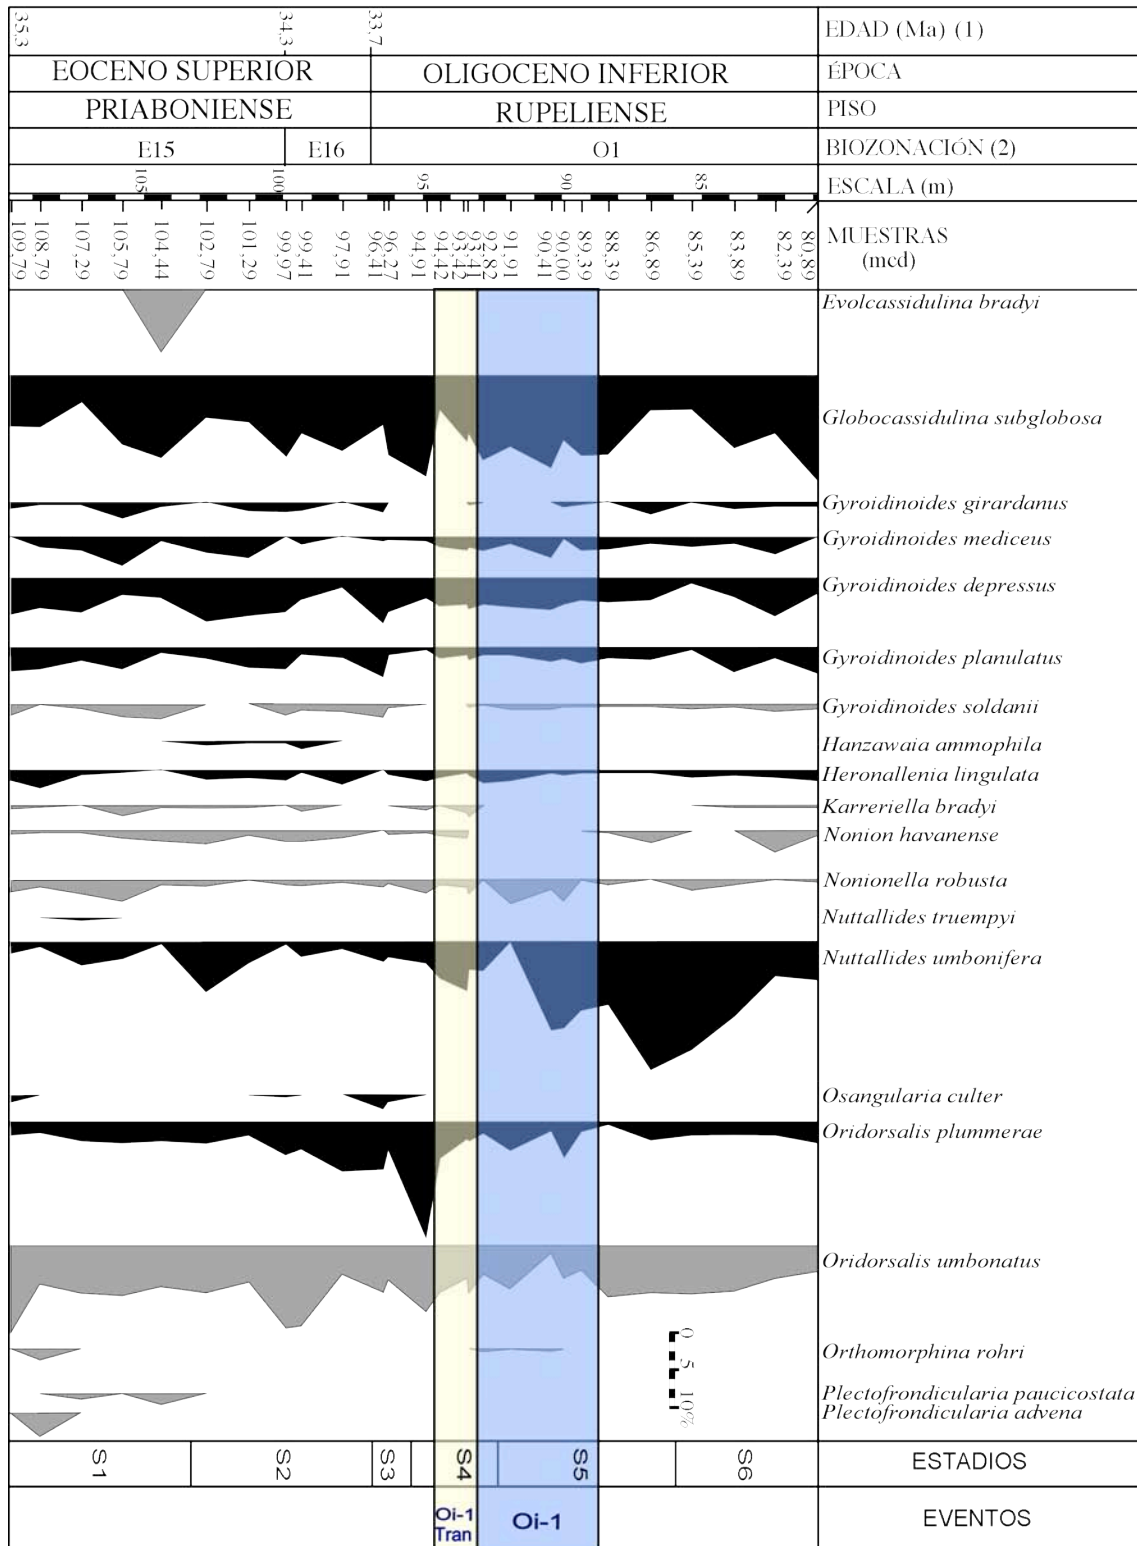 35.3 34.3 33.7 EDAD (Ma) (1)
EOCENO SUPERIOR OLIGOCENO INFERIOR ÉPOCA
PRIABONIENSE RUPELIENSE PISO
E15 E16 O1 BIOZONACIÓN (2)
105 100 95 90 85 ESCALA (m)
109,79 108,79 107,29 105,79 104,44 102,79 101,29 99,97 99,41 97,91 96,41 96,27 94,91 94,42 93,42 93,41 92,82 91,91 90,41 90,00 89,39 88,39 86,89 85,39 83,89 82,39 80,89 MUESTRAS
(mcd)
Evolcassidulina bradyi
Globocassidulina subglobosa
Gyroidinoides girardanus
Gyroidinoides mediceus
Gyroidinoides depressus
Gyroidinoides planulatus
Gyroidinoides soldanii
Hanzawaia ammophila
Heronallenia lingulata
Karreriella bradyi
Nonion havanense
Nonionella robusta
Nuttallides truempyi
Nuttallides umbonifera
Osangularia culter
Oridorsalis plummerae
Oridorsalis umbonatus
0 5 10%
Orthomorphina rohri
Plectofrondicularia paucicostata
Plectofrondicularia advena
S1 S2 S3 S4 S5 S6 ESTADIOS
Oi-1
Tran Oi-1 EVENTOS